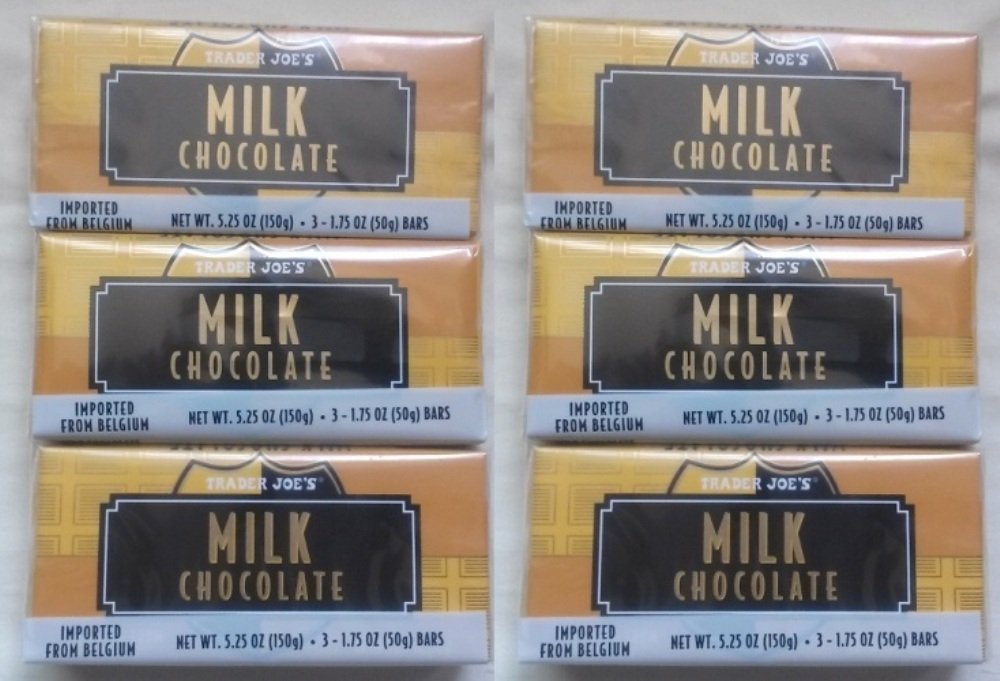 TRADER JOE'S
MILK
CHOCOLATE
IMPORTED
FROM BELGIUM
NET WT. 5.25 OZ (150g) • 3 - 1.75 OZ (50g) BARS
TRADER JOE'S
MILK
CHOCOLATE
IMPORTED
FROM BELGIUM
NET WT. 5.25 OZ (150g) • 3 - 1.75 OZ (50g) BARS
TRADER JOE'S®
MILK
CHOCOLATE
IMPORTED
FROM BELGIUM
NET WT. 5.25 OZ (150g) • 3 - 1.75 OZ (50g) BARS
TRADER JOE'S®
MILK
CHOCOLATE
IMPORTED
FROM BELGIUM
NET WT. 5.25 OZ (150g) • 3 - 1.75 OZ (50g) BARS
TRADER JOE'S®
MILK
CHOCOLATE
IMPORTED
FROM BELGIUM
NET WT. 5.25 OZ (150g) • 3 - 1.75 OZ (50g) BARS
TRADER JOE'S®
MILK
CHOCOLATE
IMPORTED
FROM BELGIUM
NET WT. 5.25 OZ (150g) • 3 - 1.75 OZ (50g) BARS